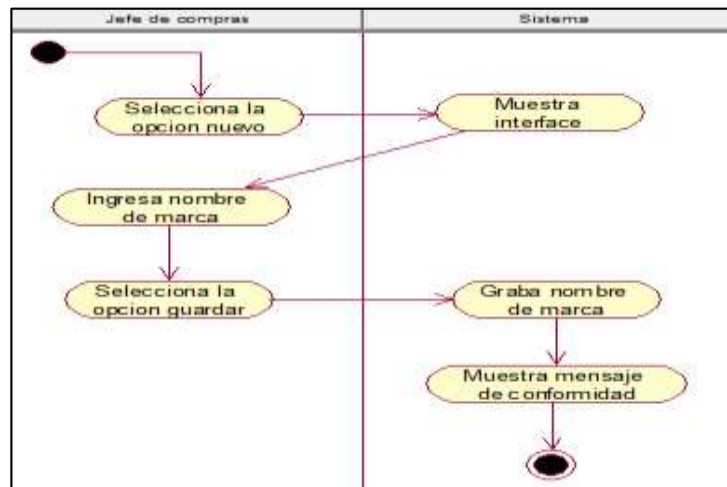 Jefe de compras
Sistema
Selecciona la
opcion nuevo
Muestra
interface
Ingresa nombre
de marca
Selecciona la
opcion guardar
Graba nombre
de marca
Muestra mensaje
de conformidad